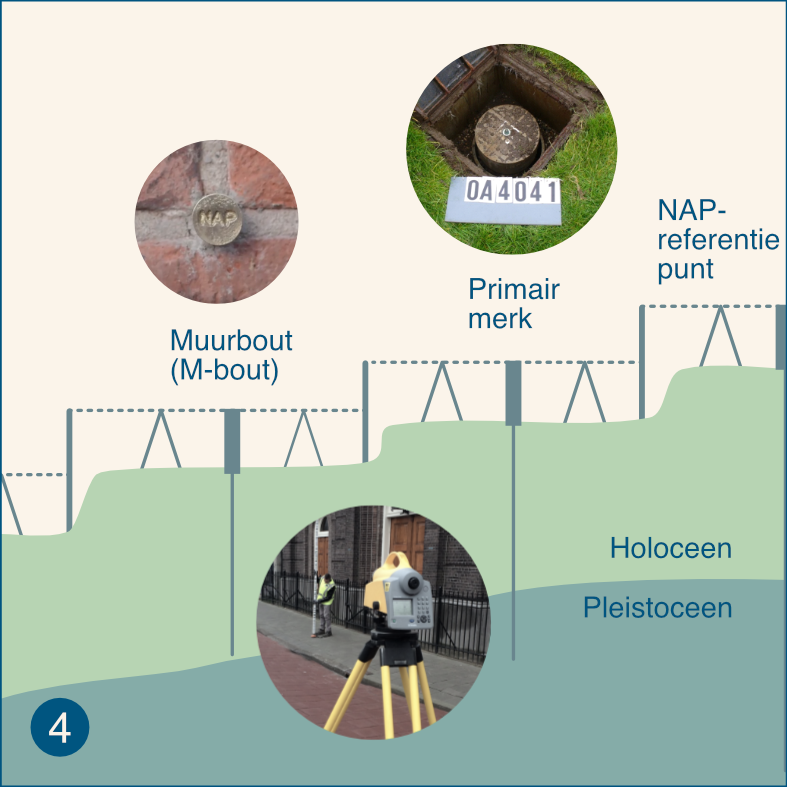 0A4041
NAP
NAP-
referentie
punt
Primair
merk
Muurbout
(M-bout)
Holoceen
Pleistoceen
4